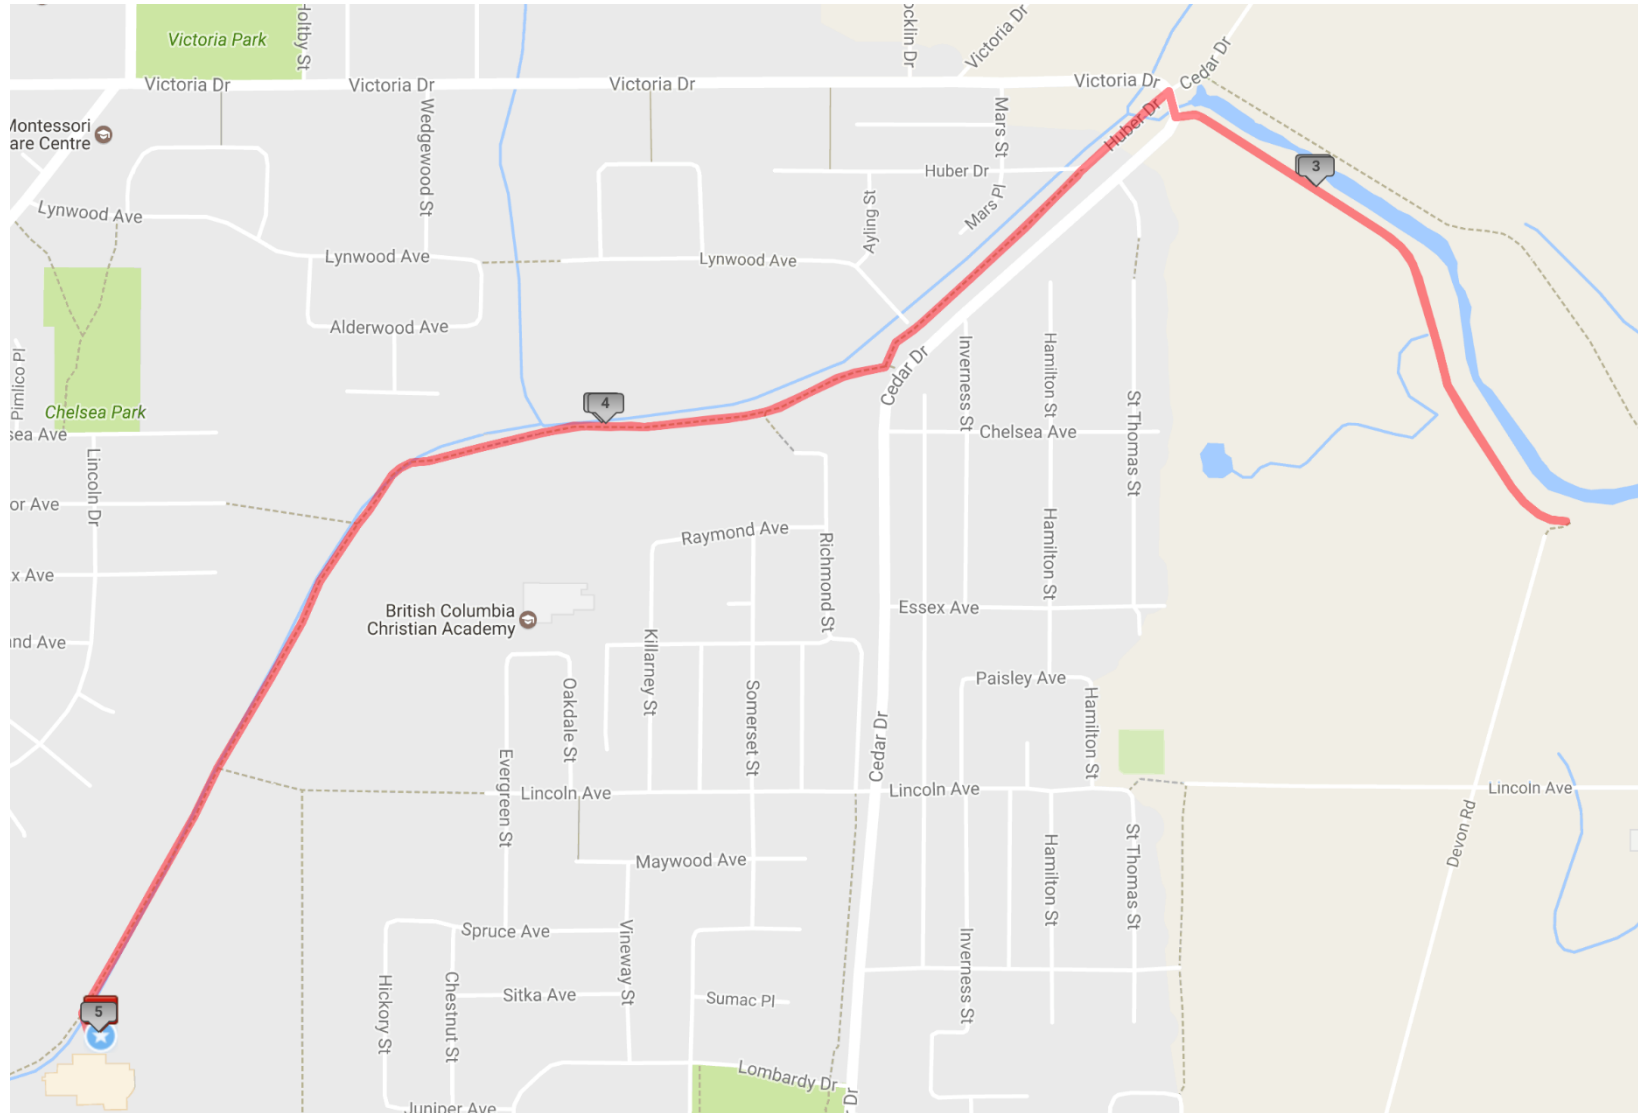 Victoria Park
Holtby St
ocklin Dr
Victoria Dr
Cedar Dr
Victoria Dr
Victoria Dr
Victoria Dr
Victoria Dr
Montessori
are Centre
Wedgewood St
Mars St
Huber Dr
3
Huber Dr
Mars Pl
Ayling St
Lynwood Ave
Lynwood Ave
Lynwood Ave
Alderwood Ave
Pimlico Pl
Chelsea Park
sea Ave
4
Cedar Dr
Inverness St
Hamilton St
St Thomas St
Chelsea Ave
Lincoln Dr
or Ave
Raymond Ave
Richmond St
Hamilton St
x Ave
British Columbia
Christian Academy
Essex Ave
and Ave
Killarney St
Oakdale St
Somerset St
Paisley Ave
Hamilton St
Cedar Dr
Evergreen St
Lincoln Ave
Lincoln Ave
Lincoln Ave
Devon Rd
Maywood Ave
Hamilton St
St Thomas St
Spruce Ave
Vineway St
Inverness St
Hickory St
Chestnut St
Sitka Ave
Sumac Pl
5
Lombardy Dr
Dr
Juniper Ave